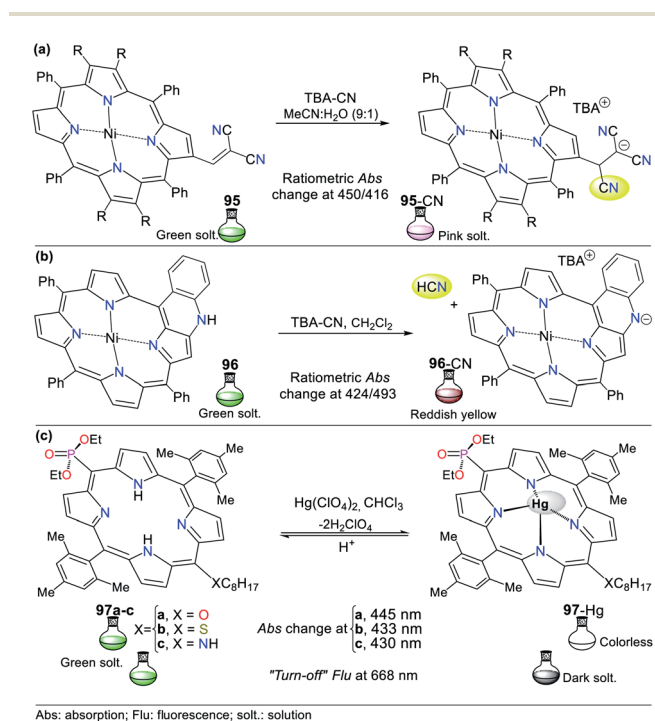 (a)
R
R
Ph
Ph
N
N
Ni
N
N
CN
CN
Ph
Ph
R
R
95
Green solt.
TBA-CN
MeCN:H2O (9:1)
Ratiometric Abs
change at 450/416
R
R
Ph
Ph
TBA⊕
N
N
Ni
N
N
NC
⊖
CN
CN
Ph
Ph
R
R
95-CN
Pink solt.
(b)
Ph
N
NH
N
Ni
N
N
Ph
Ph
96
Green solt.
HCN
+
TBA-CN, CH2Cl2
Ratiometric Abs
change at 424/493
TBA⊕
Ph
N
N⊖
N
Ni
N
N
Ph
Ph
96-CN
Reddish yellow
(c)
OEt
O=P
EtO
Me
Me
N
H
N
N
H
N
Me
Me
Me
Me
XC8H17
97a-c
X=
a, X = O
b, X = S
c, X = NH
Green solt.
Hg(ClO4)2, CHCl3
-2H2ClO4
H+
Abs change at
a, 445 nm
b, 433 nm
c, 430 nm
"Turn-off" Flu at 668 nm
OEt
O=P
EtO
Me
Me
N
Hg
N
N
N
Me
Me
Me
Me
XC8H17
97-Hg
Colorless
Dark solt.
Abs: absorption; Flu: fluorescence; solt.: solution